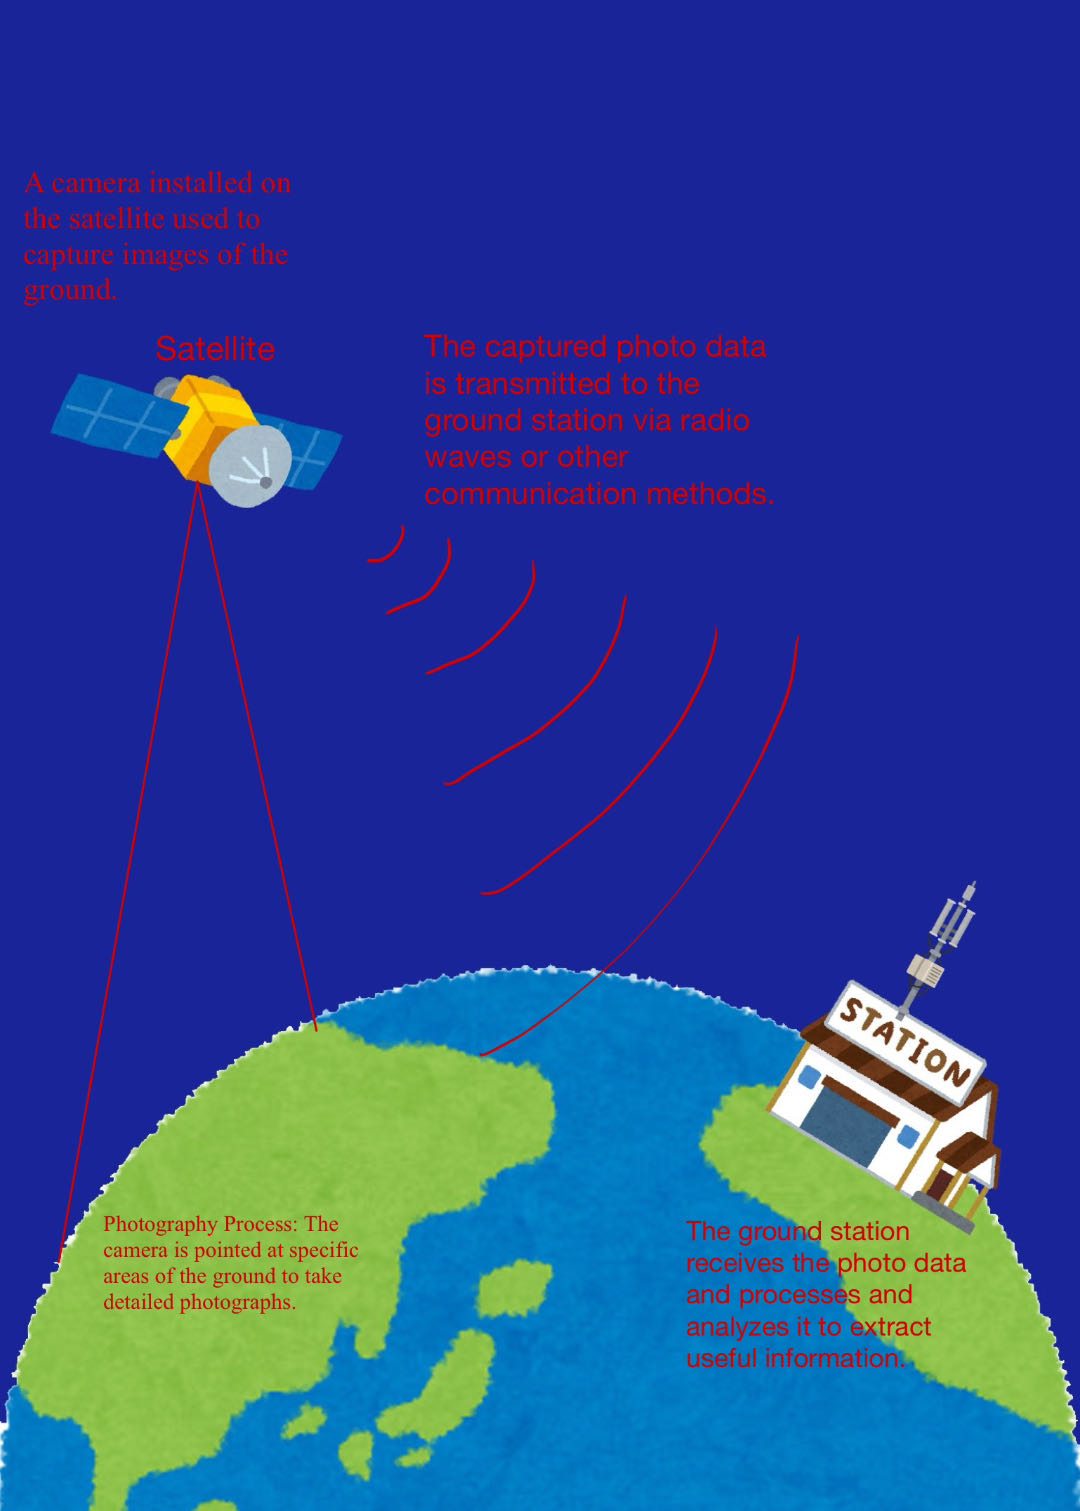 A camera installed on
the satellite used to
capture images of the
ground.
Satellite
The captured photo data
is transmitted to the
ground station via radio
waves or other
communication methods.
STATION
Photography Process: The
camera is pointed at specific
areas of the ground to take
detailed photographs.
The ground station
receives the photo data
and processes and
analyzes it to extract
useful information.